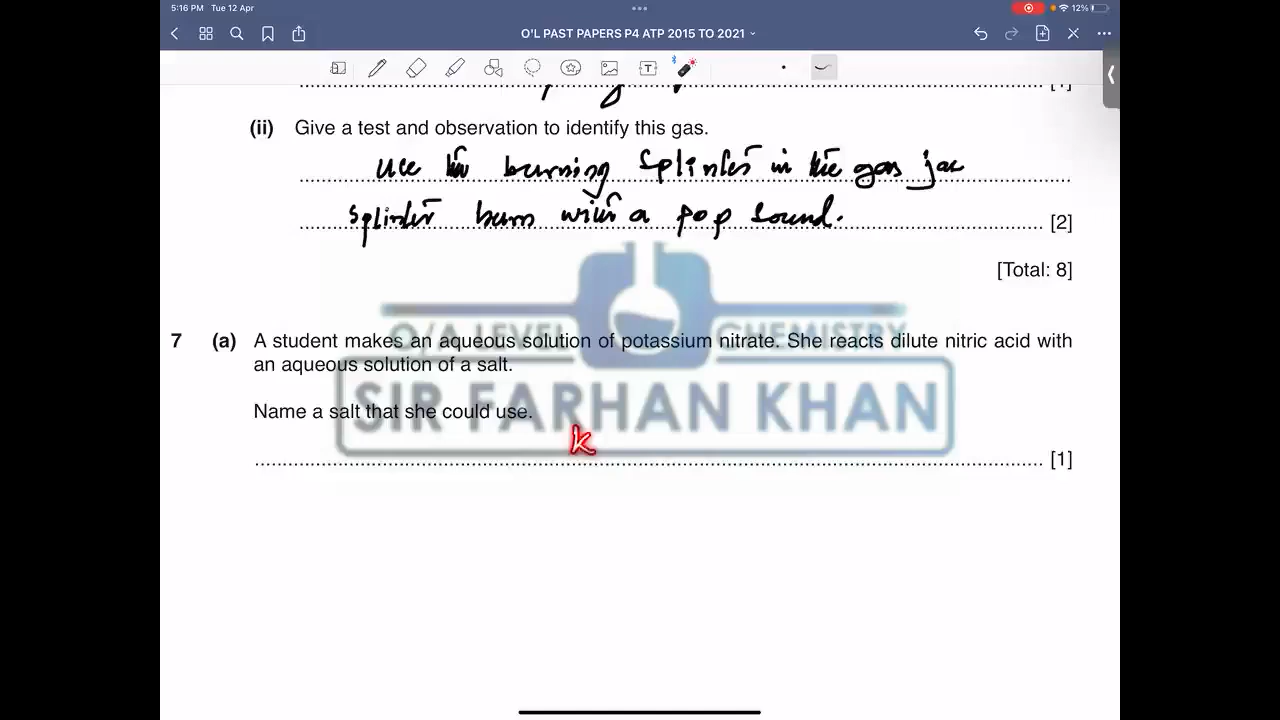 5:16 PM Tue 12 Apr
12%
O'L PAST PAPERS P4 ATP 2015 TO 2021
T
[1]
(ii) Give a test and observation to identify this gas.
use the burning splinter in the gas jar
splinter burn with a pop sound. [2]
[Total: 8]
O/A LEVEL CHEMISTRY
7 (a) A student makes an aqueous solution of potassium nitrate. She reacts dilute nitric acid with
an aqueous solution of a salt.
SIR FARHAN KHAN
Name a salt that she could use.
K
[1]